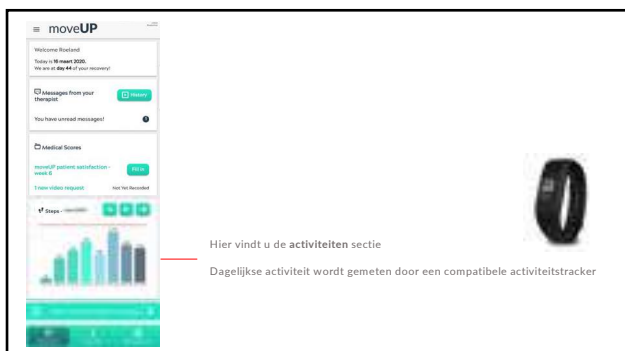 moveUP
Welcome Roeland
Today is 16 maart 2020.
We are at day 44 of your recovery!
Messages from your therapist
History
You have unread messages!
Medical Scores
moveUP patient satisfaction - week 6
Fill in
1 new video request
Not Yet Recorded
Steps -
Hier vindt u de activiteiten sectie
Dagelijkse activiteit wordt gemeten door een compatibele activiteitstracker